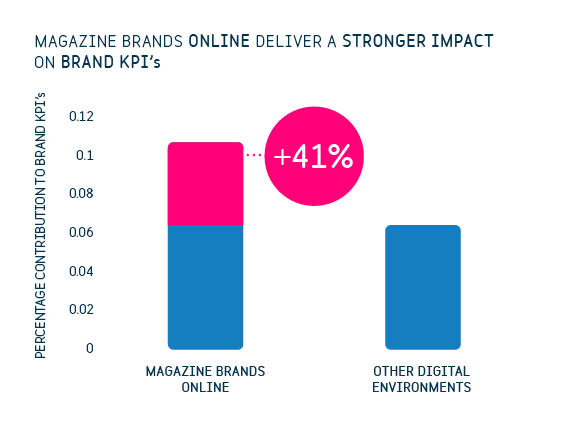 MAGAZINE BRANDS ONLINE DELIVER A STRONGER IMPACT
ON BRAND KPI's
PERCENTAGE CONTRIBUTION TO BRAND KPI's
0.12
0.1
0.08
0.06
0.04
0.02
0
+41%
MAGAZINE BRANDS
ONLINE
OTHER DIGITAL
ENVIRONMENTS